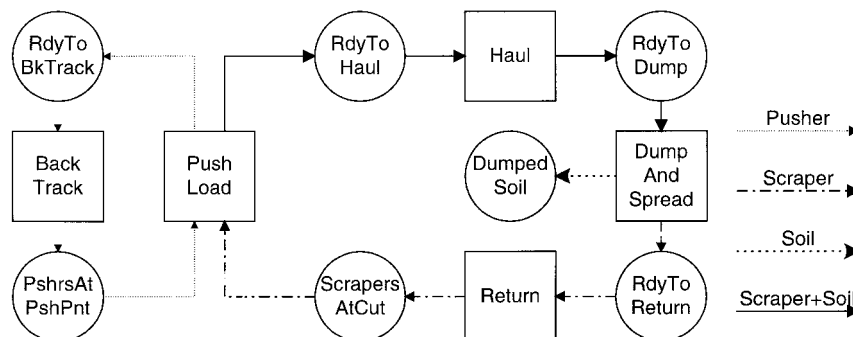 RdyTo
BkTrack
RdyTo
Haul
Haul
RdyTo
Dump
Pusher
Back
Track
Push
Load
Dumped
Soil
Dump
And
Spread
Scraper
Soil
PshrsAt
PshPnt
Scrapers
AtCut
Return
RdyTo
Return
Scraper+Soil